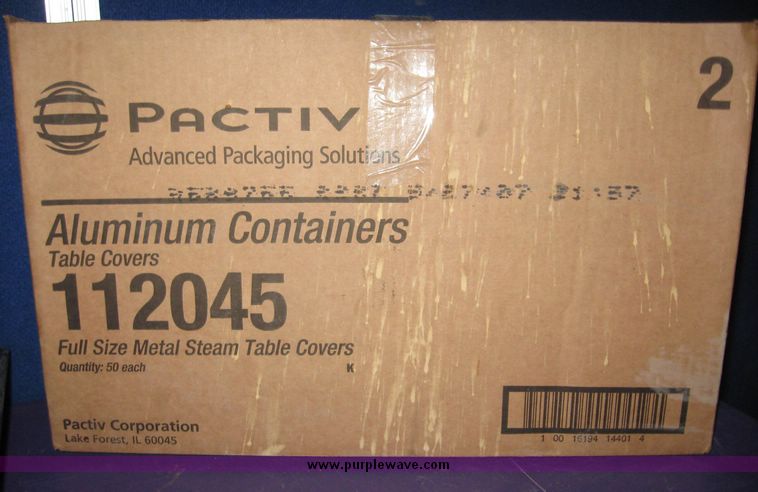 PACTIV
2
Advanced Packaging Solutions
Aluminum Containers
Table Covers
112045
Full Size Metal Steam Table Covers
Quantity: 50 each K
Pactiv Corporation
Lake Forest, IL 60045
1 00 16194 14401 4
www.purplewave.com